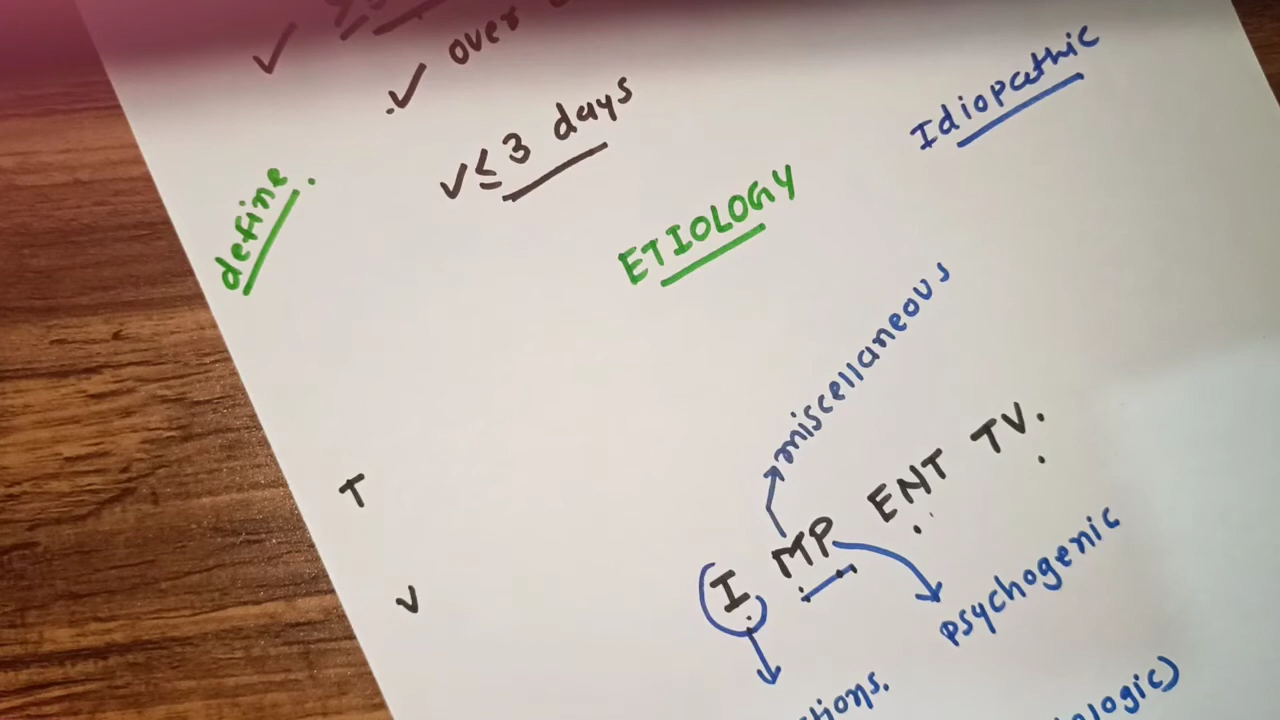 ✓
✓ over
✓ ≤ 3 days
Idiopathic
define.
ETIOLOGY
miscellaneous
T
I MP ENT TV.
V
psychogenic